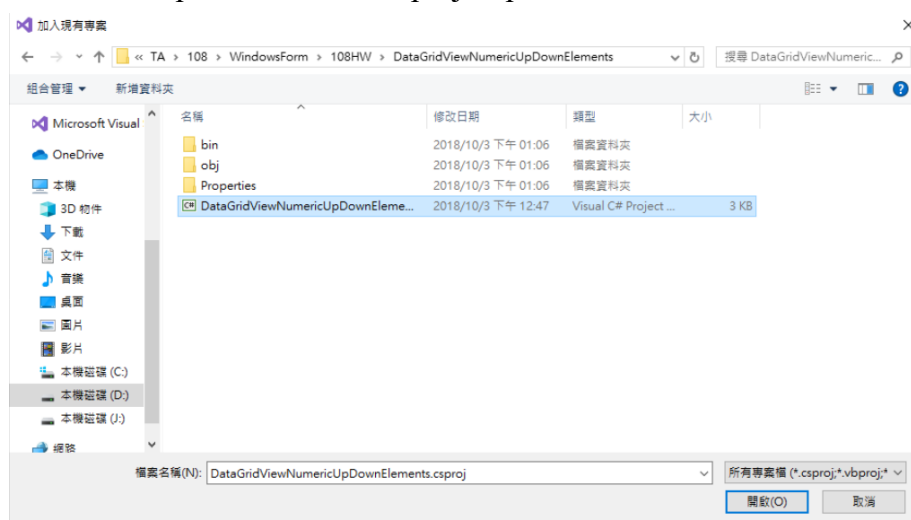 加入現有專案
« TA › 108 › WindowsForm › 108HW › DataGridViewNumericUpDownElements
搜尋 DataGridViewNumeric...
組合管理 新增資料夾
名稱 修改日期 類型 大小
Microsoft Visual
OneDrive
本機
3D 物件
下載
文件
音樂
桌面
圖片
影片
本機磁碟 (C:)
本機磁碟 (D:)
本機磁碟 (J:)
網路
bin 2018/10/3 下午 01:06 檔案資料夾
obj 2018/10/3 下午 01:06 檔案資料夾
Properties 2018/10/3 下午 01:06 檔案資料夾
DataGridViewNumericUpDownEleme... 2018/10/3 下午 12:47 Visual C# Project ... 3 KB
檔案名稱(N): DataGridViewNumericUpDownElements.csproj
所有專案檔 (*.csproj;*.vbproj;*
開啟(O) 取消